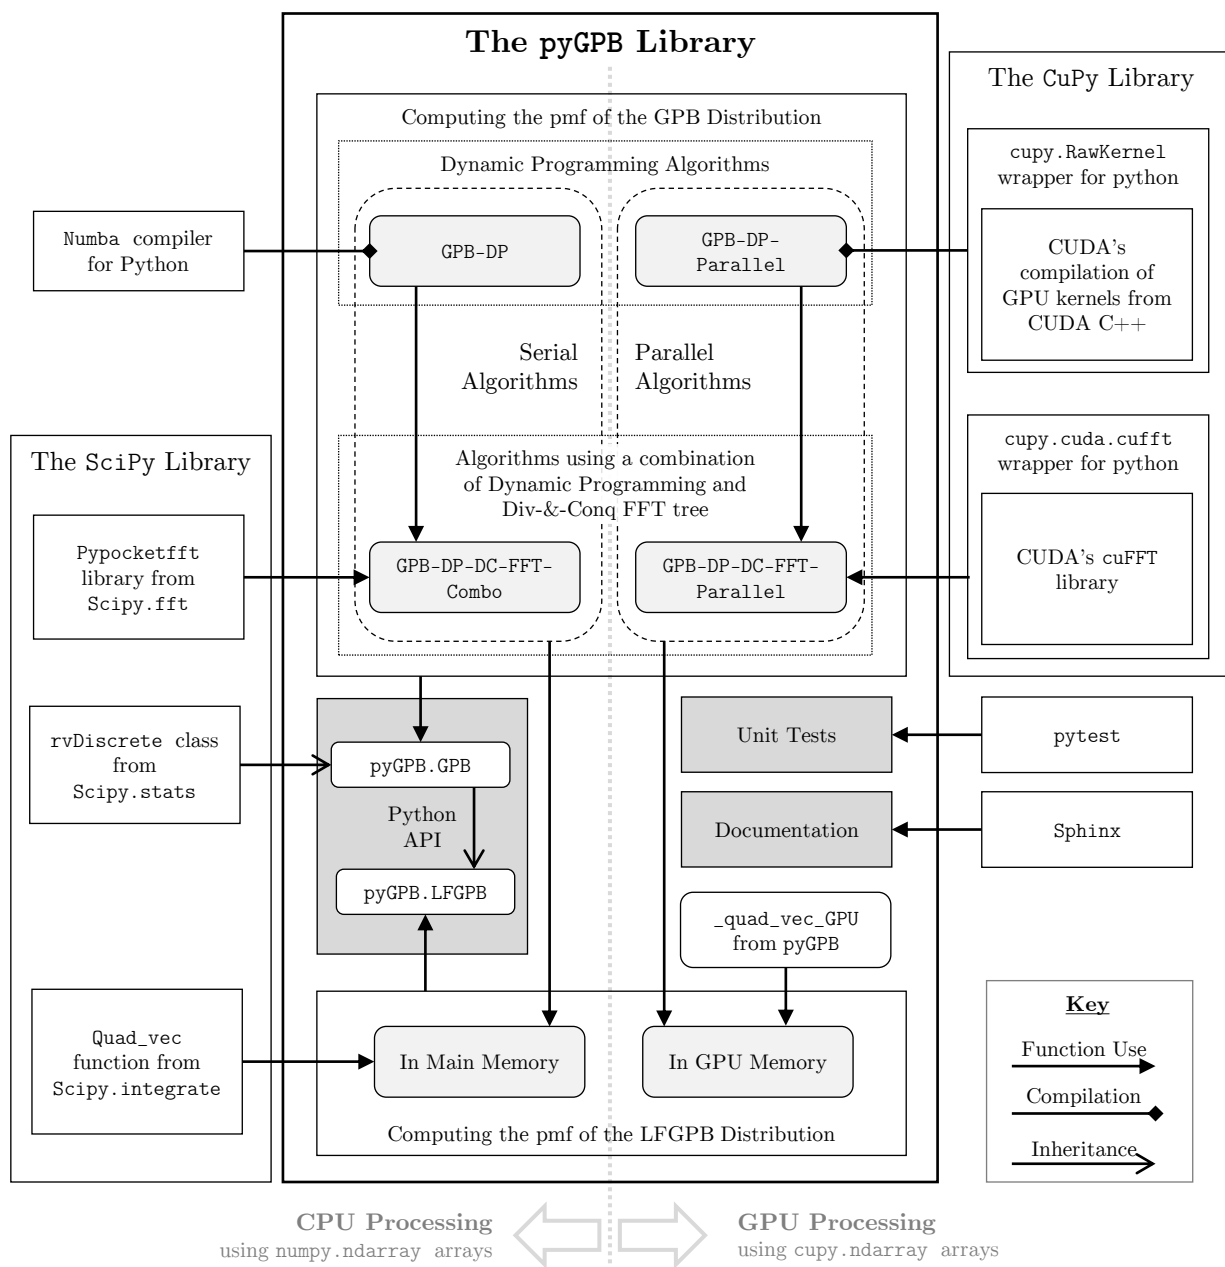 The pyGPB Library
Computing the pmf of the GPB Distribution
Dynamic Programming Algorithms
GPB-DP
GPB-DP-
Parallel
Serial
Algorithms
Parallel
Algorithms
Algorithms using a combination
of Dynamic Programming and
Div-&-Conq FFT tree
GPB-DP-DC-FFT-
Combo
GPB-DP-DC-FFT-
Parallel
Numba compiler
for Python
The SciPy Library
Pypocketfft
library from
Scipy.fft
rvDiscrete class
from
Scipy.stats
Quad_vec
function from
Scipy.integrate
The CuPy Library
cupy.RawKernel
wrapper for python
CUDA's
compilation of
GPU kernels from
CUDA C++
cupy.cuda.cufft
wrapper for python
CUDA's cuFFT
library
pyGPB.GPB
Python
API
pyGPB.LFGPB
Unit Tests
Documentation
pytest
Sphinx
_quad_vec_GPU
from pyGPB
In Main Memory
In GPU Memory
Computing the pmf of the LFGPB Distribution
Key
Function Use
Compilation
Inheritance
CPU Processing
using numpy.ndarray arrays
GPU Processing
using cupy.ndarray arrays